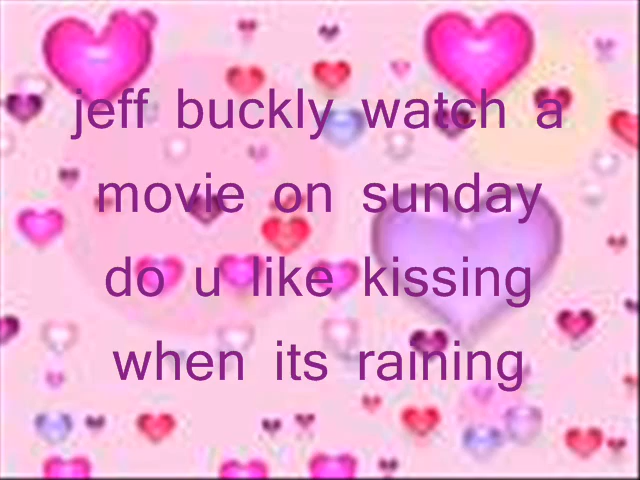 jeff buckly watch a
movie on sunday
do u like kissing
when its raining